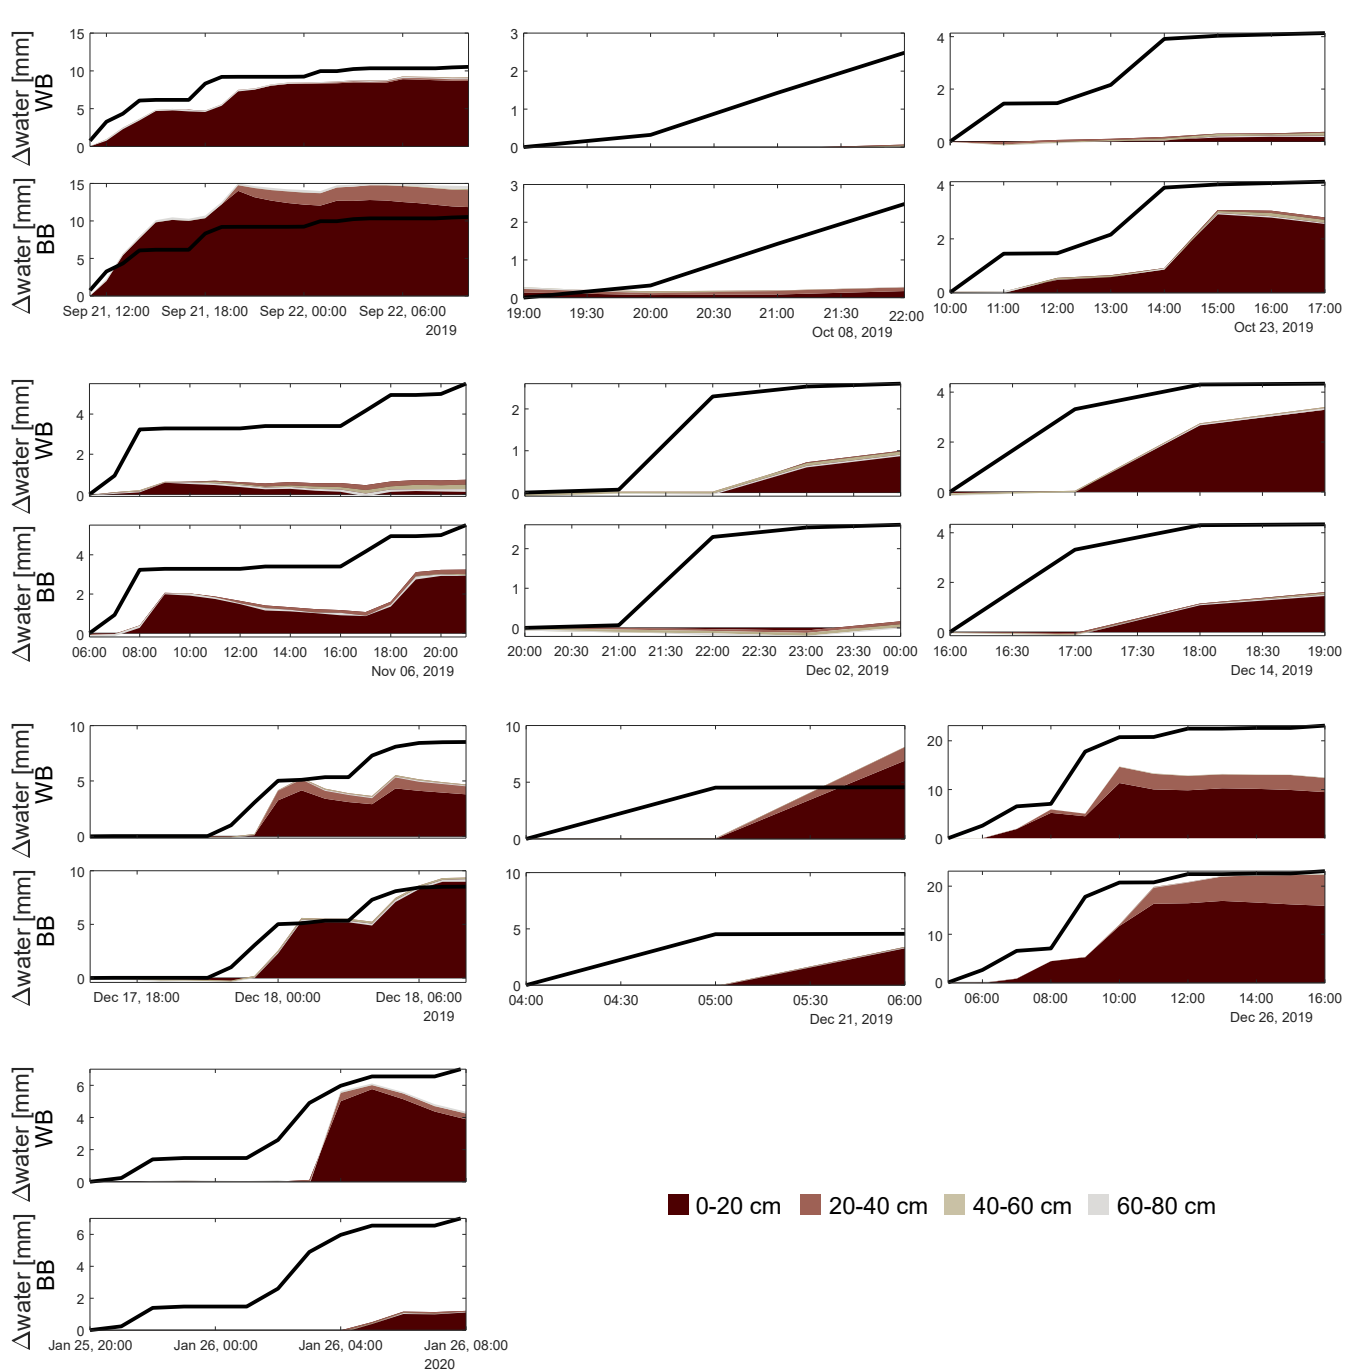 Δwater [mm]
WB
15
10
5
0
3
2
1
0
4
2
0
Δwater [mm]
BB
15
10
5
0
3
2
1
0
4
2
0
Sep 21, 12:00 Sep 21, 18:00 Sep 22, 00:00 Sep 22, 06:00
2019
19:00 19:30 20:00 20:30 21:00 21:30 22:00
Oct 08, 2019
10:00 11:00 12:00 13:00 14:00 15:00 16:00 17:00
Oct 23, 2019
Δwater [mm]
WB
4
2
0
2
1
0
4
2
0
Δwater [mm]
BB
4
2
0
2
1
0
4
2
0
06:00 08:00 10:00 12:00 14:00 16:00 18:00 20:00
Nov 06, 2019
20:00 20:30 21:00 21:30 22:00 22:30 23:00 23:30 00:00
Dec 02, 2019
16:00 16:30 17:00 17:30 18:00 18:30 19:00
Dec 14, 2019
Δwater [mm]
WB
10
5
0
10
5
0
20
10
0
Δwater [mm]
BB
10
5
0
10
5
0
20
10
0
Dec 17, 18:00 Dec 18, 00:00 Dec 18, 06:00
2019
04:00 04:30 05:00 05:30 06:00
Dec 21, 2019
06:00 08:00 10:00 12:00 14:00 16:00
Dec 26, 2019
Δwater [mm]
WB
6
4
2
0
Δwater [mm]
BB
6
4
2
0
Jan 25, 20:00 Jan 26, 00:00 Jan 26, 04:00 Jan 26, 08:00
2020
0-20 cm 20-40 cm 40-60 cm 60-80 cm